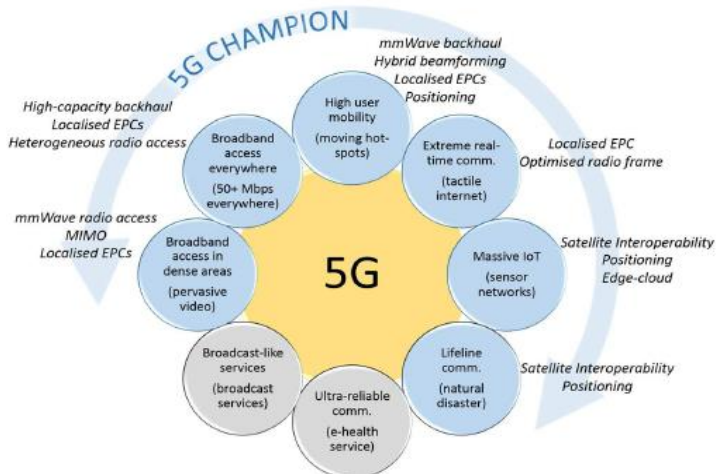 5G CHAMPION
mmWave backhaul
Hybrid beamforming
Localised EPCs
Positioning
High-capacity backhaul
Localised EPCs
Heterogeneous radio access
High user
mobility
(moving hot-
spots)
Broadband
access
everywhere
(50+ Mbps
everywhere)
Extreme real-
time comm.
(tactile
internet)
Localised EPC
Optimised radio frame
mmWave radio access
MIMO
Localised EPCs
Broadband
access in
dense areas
(pervasive
video)
5G
Massive IoT
(sensor
networks)
Satellite Interoperability
Positioning
Edge-cloud
Broadcast-like
services
(broadcast
services)
Ultra-reliable
comm.
(e-health
service)
Lifeline
comm.
(natural
disaster)
Satellite Interoperability
Positioning